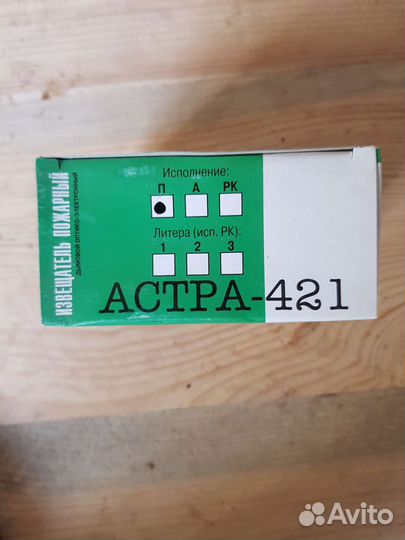 ИЗВЕЩАТЕЛЬ ПОЖАРНЫЙ
ДЫМОВОЙ ОПТИКО-ЭЛЕКТРОННЫЙ
Исполнение:
П А РК
Литера (исп. РК):
1 2 3
АСТРА-421
Avito